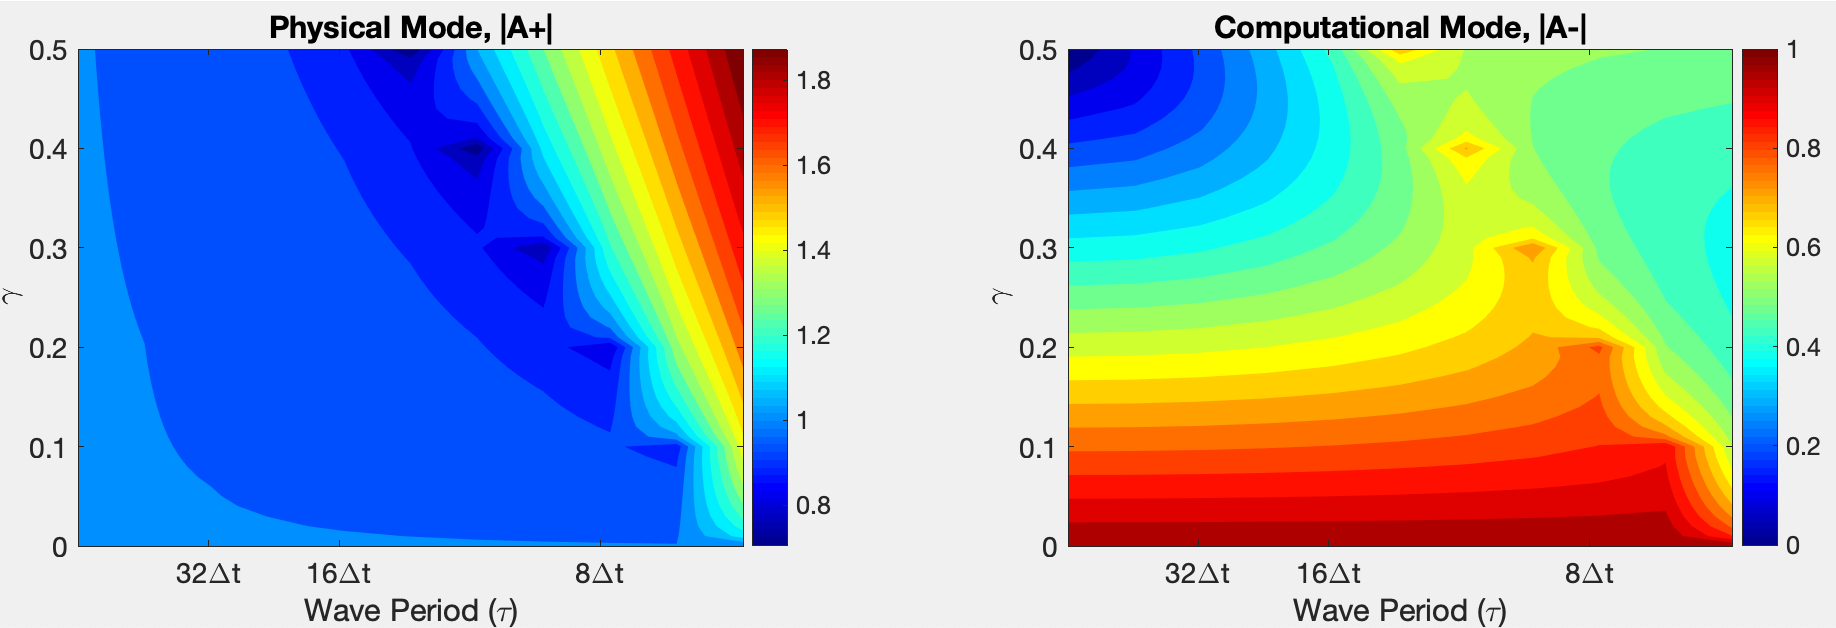 Physical Mode, |A+|
0.5
0.4
0.3
0.2
0.1
0
γ
32Δt
16Δt
8Δt
Wave Period (τ)
1.8
1.6
1.4
1.2
1
0.8
Computational Mode, |A-|
0.5
0.4
0.3
0.2
0.1
0
γ
32Δt
16Δt
8Δt
Wave Period (τ)
1
0.8
0.6
0.4
0.2
0